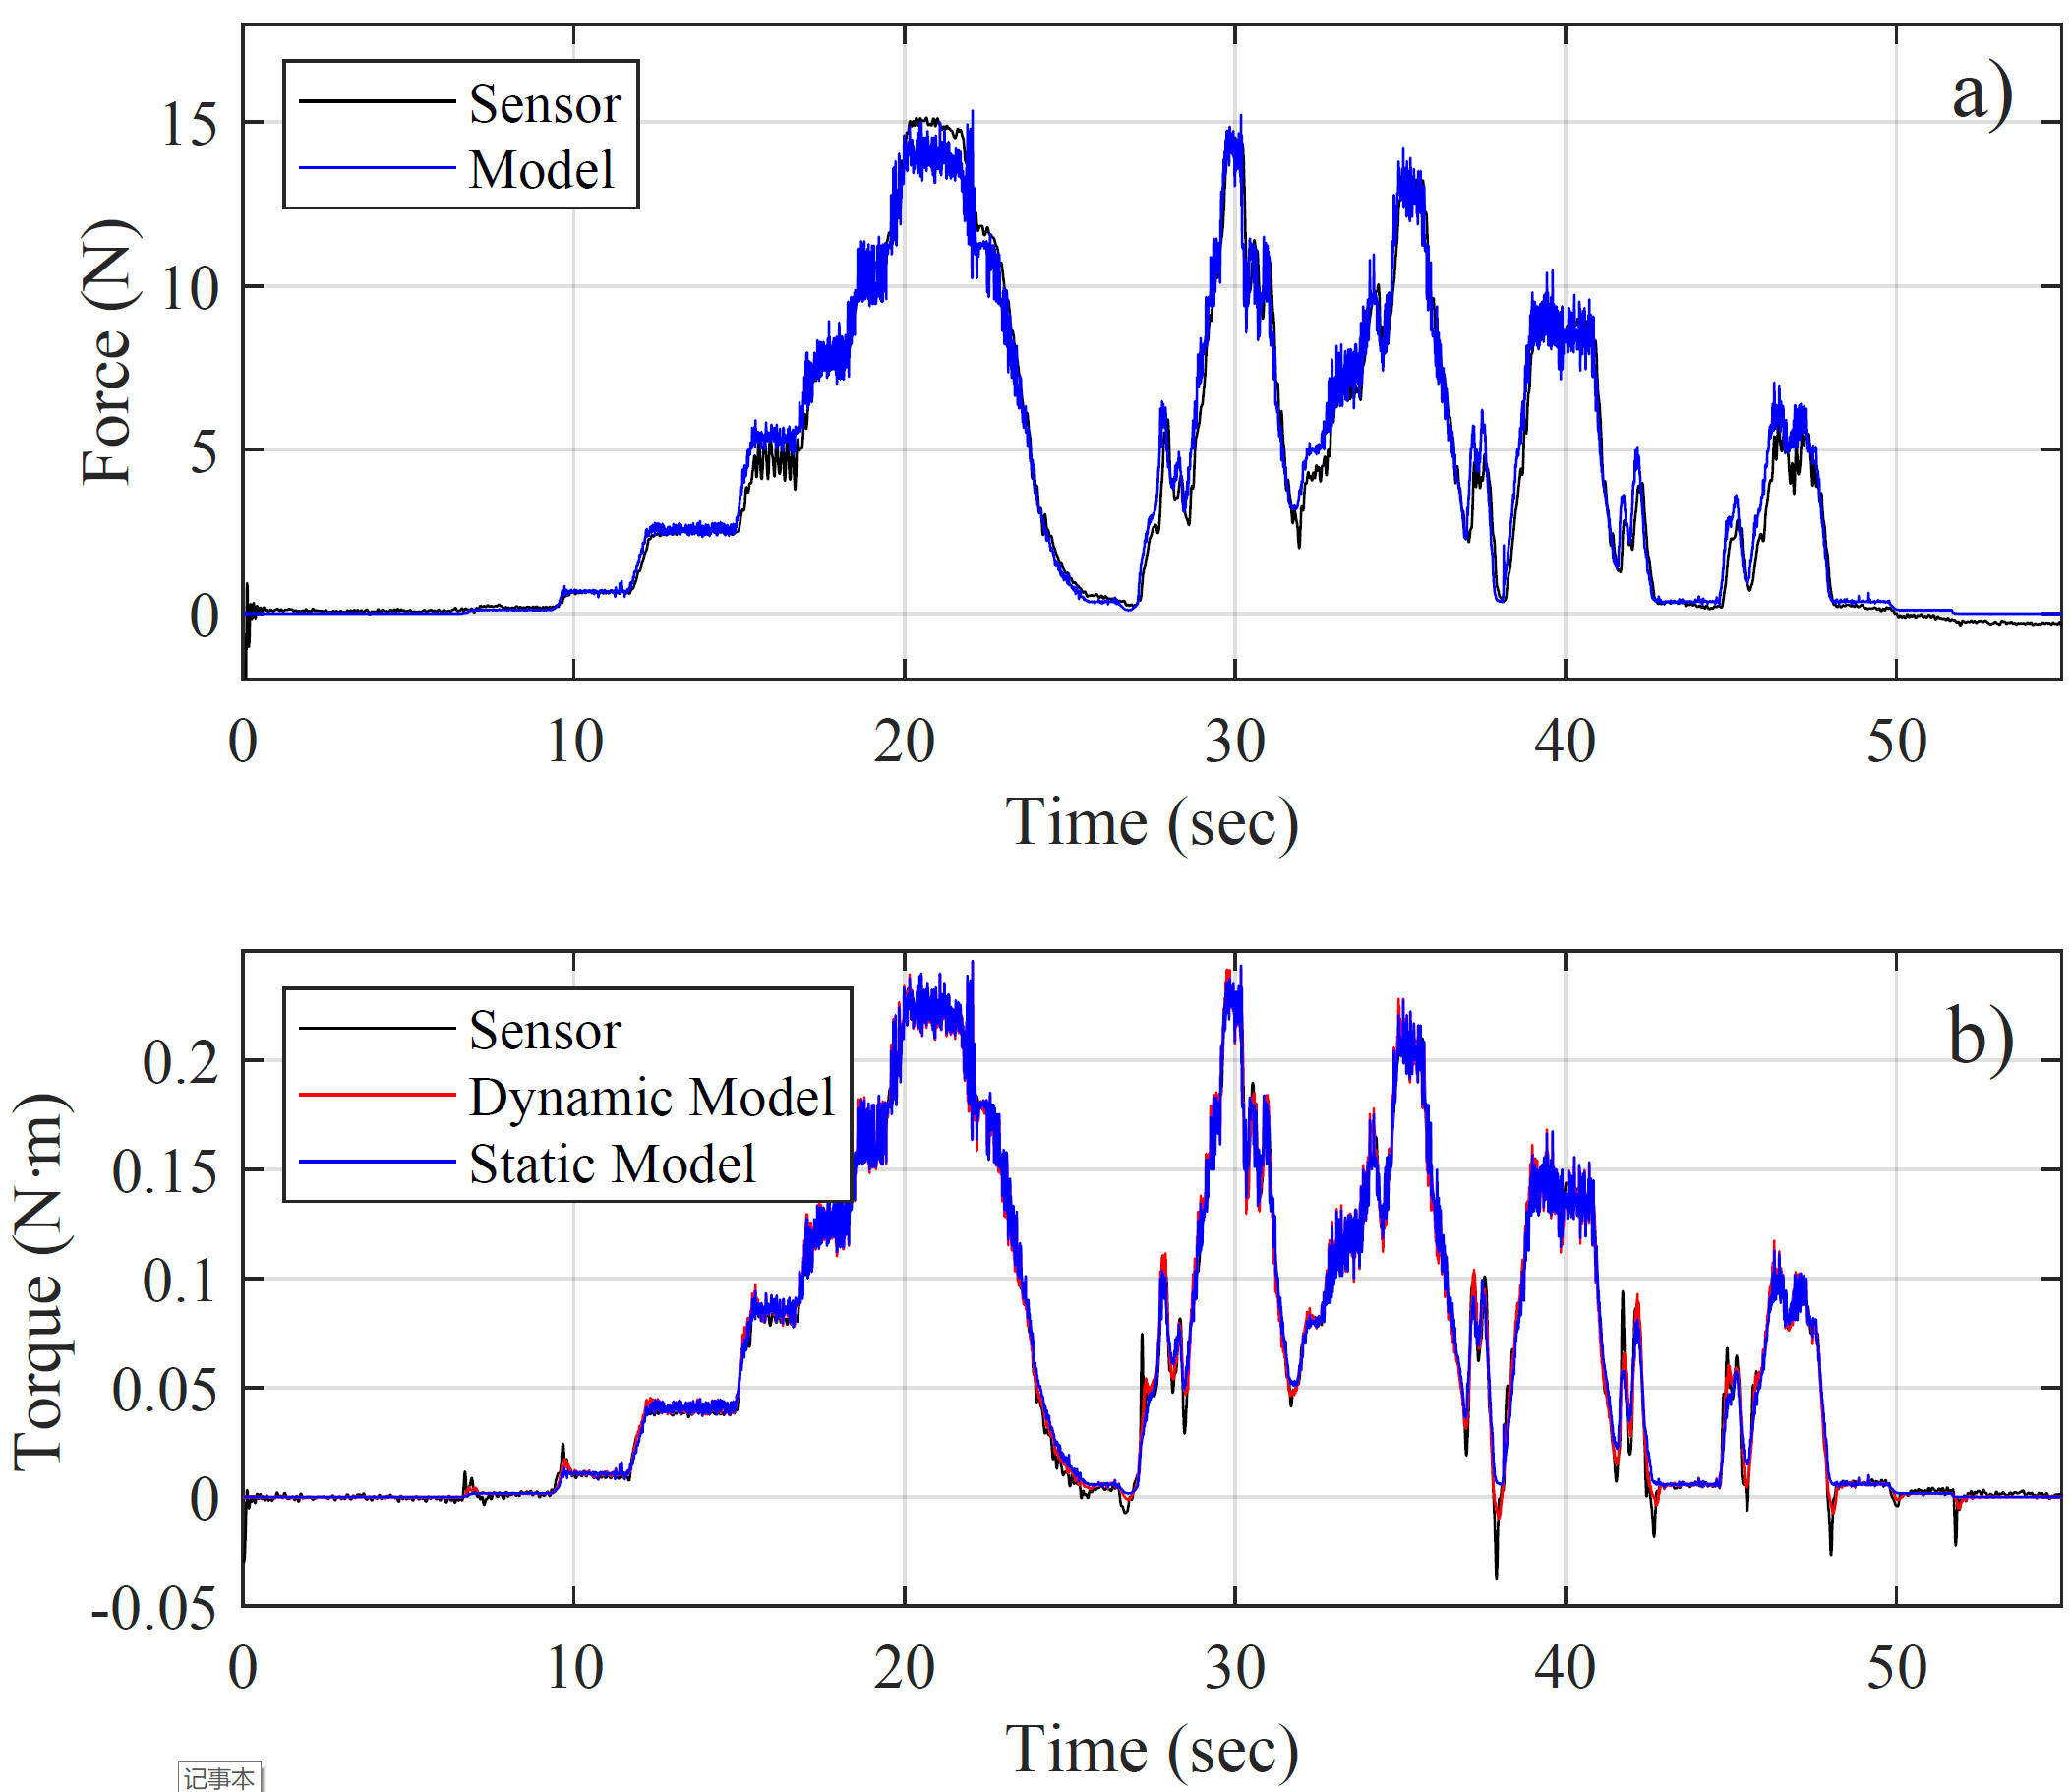 a)
Sensor
Model
15
10
5
0
Force (N)
0 10 20 30 40 50
Time (sec)
b)
Sensor
Dynamic Model
Static Model
0.2
0.15
0.1
0.05
0
-0.05
Torque (N·m)
0 10 20 30 40 50
Time (sec)
记事本